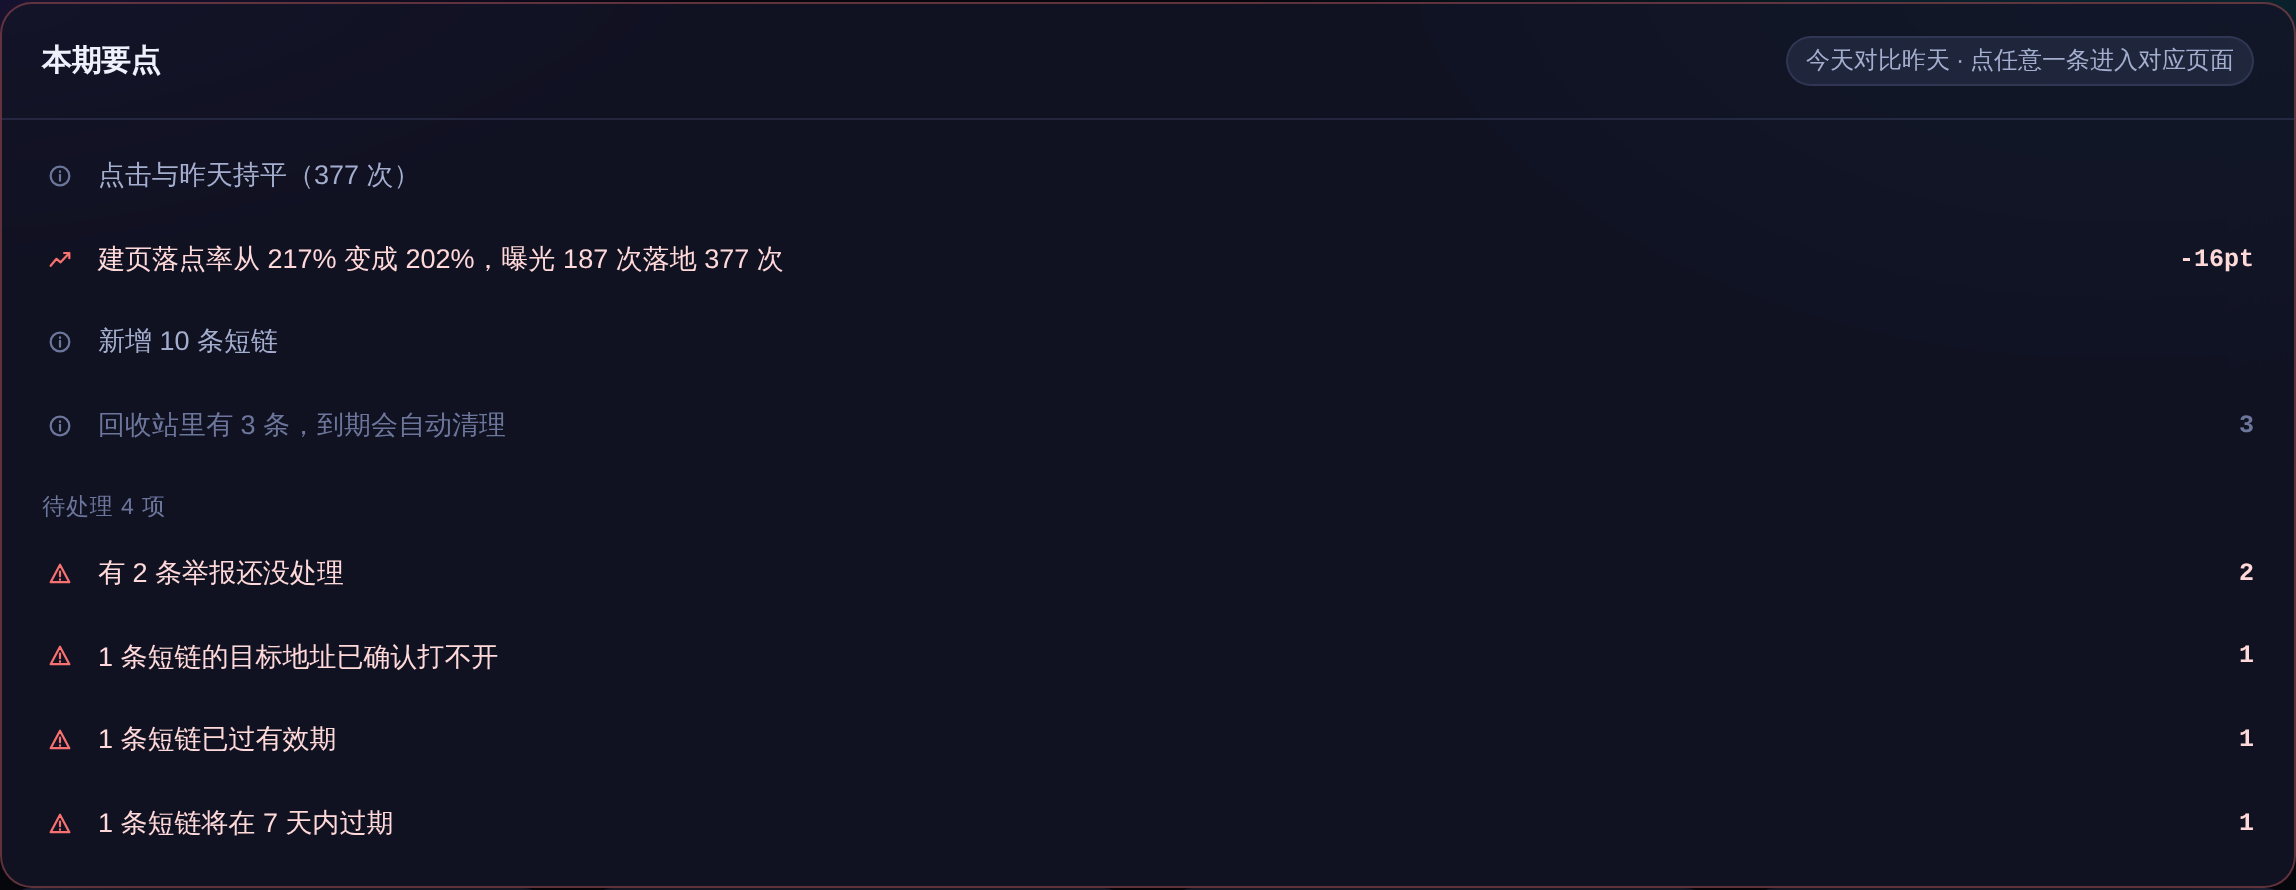 本期要点
今天对比昨天 · 点任意一条进入对应页面
点击与昨天持平（377 次）
建页落点率从 217% 变成 202%，曝光 187 次落地 377 次
-16pt
新增 10 条短链
回收站里有 3 条，到期会自动清理
3
待处理 4 项
有 2 条举报还没处理
2
1 条短链的目标地址已确认打不开
1
1 条短链已过有效期
1
1 条短链将在 7 天内过期
1